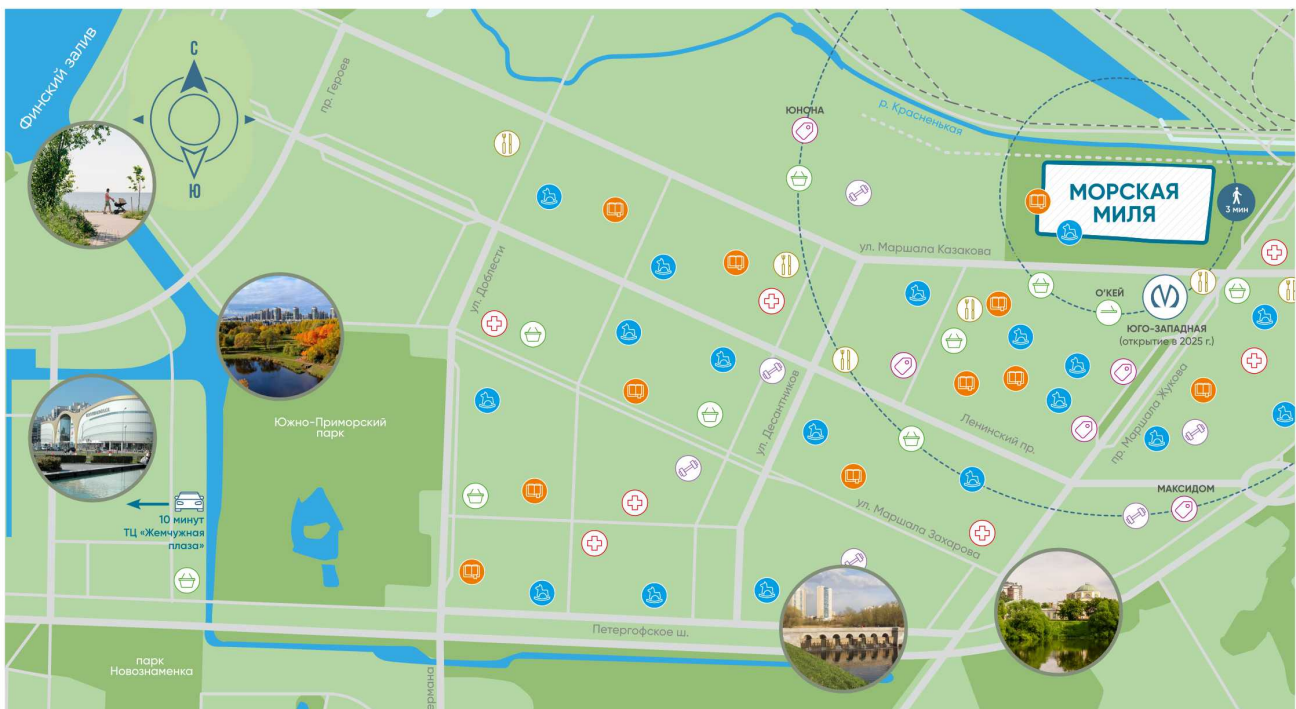 Финский залив
С
Ю
пр. Героев
ЮНОНА
р. Красненькая
МОРСКАЯ
МИЛЯ
3 мин
ул. Маршала Казакова
ул. Доблести
О'КЕЙ
ЮГО-ЗАПАДНАЯ
(открытие в 2025 г.)
Южно-Приморский
парк
ул. Десантников
Ленинский пр.
пр. Маршала Жукова
МАКСИДОМ
10 минут
ТЦ «Жемчужная
плаза»
ул. Маршала Захарова
Петергофское ш.
парк
Новознаменка
ермана